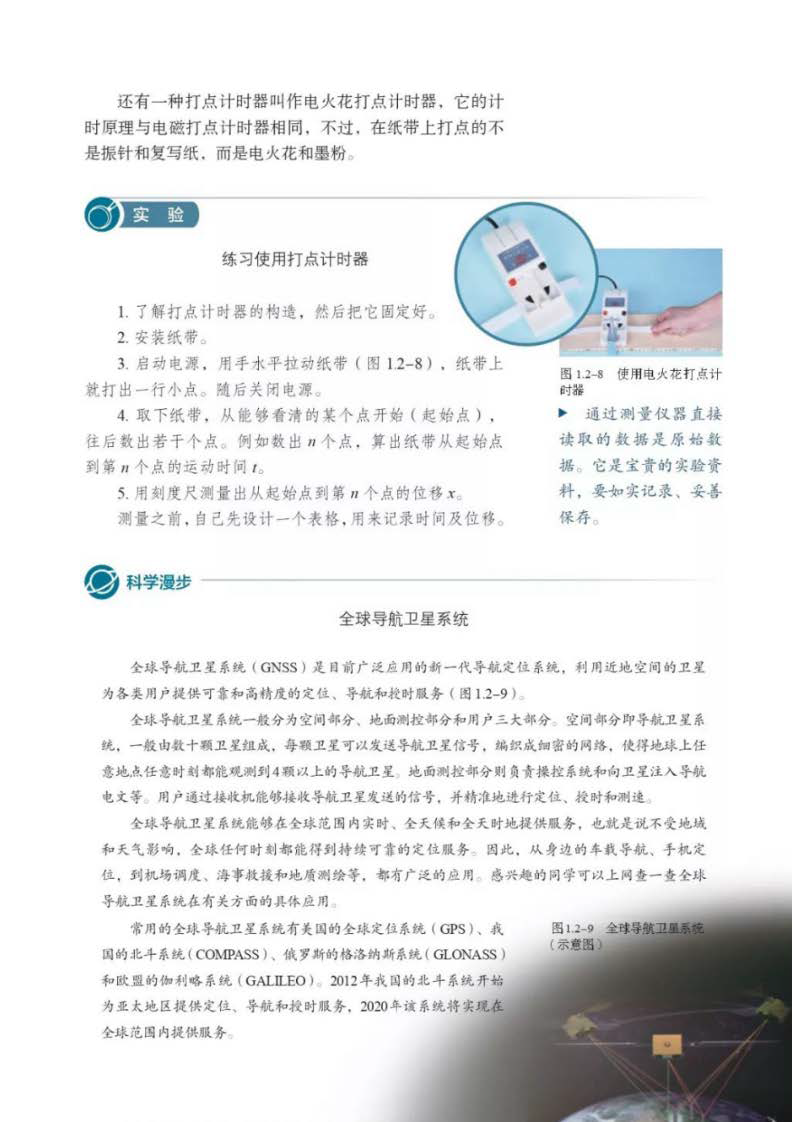 还有一种打点计时器叫作电火花打点计时器，它的计
时原理与电磁打点计时器相同，不过，在纸带上打点的不
是振针和复写纸，而是电火花和墨粉。
实 验
练习使用打点计时器
1. 了解打点计时器的构造，然后把它固定好。
2. 安装纸带。
3. 启动电源，用手水平拉动纸带（图 1.2-8），纸带上
就打出一行小点。随后关闭电源。
4. 取下纸带，从能够看清的某个点开始（起始点），
往后数出若干个点。例如数出 n 个点，算出纸带从起始点
到第 n 个点的运动时间 t。
5. 用刻度尺测量出从起始点到第 n 个点的位移 x。
测量之前，自己先设计一个表格，用来记录时间及位移。
图 1.2-8 使用电火花打点计
时器
▶ 通过测量仪器直接
读取的数据是原始数
据。它是宝贵的实验资
料，要如实记录、妥善
保存。
科学漫步
全球导航卫星系统
全球导航卫星系统（GNSS）是目前广泛应用的新一代导航定位系统，利用近地空间的卫星
为各类用户提供可靠和高精度的定位、导航和授时服务（图1.2-9）。
全球导航卫星系统一般分为空间部分、地面测控部分和用户三大部分。空间部分即导航卫星系
统，一般由数十颗卫星组成，每颗卫星可以发送导航卫星信号，编织成细密的网络，使得地球上任
意地点任意时刻都能观测到4颗以上的导航卫星。地面测控部分则负责操控系统和向卫星注入导航
电文等。用户通过接收机能够接收导航卫星发送的信号，并精准地进行定位、授时和测速。
全球导航卫星系统能够在全球范围内实时、全天候和全天时地提供服务，也就是说不受地域
和天气影响，全球任何时刻都能得到持续可靠的定位服务。因此，从身边的车载导航、手机定
位，到机场调度、海事救援和地质测绘等，都有广泛的应用。感兴趣的同学可以上网查一查全球
导航卫星系统在有关方面的具体应用。
常用的全球导航卫星系统有美国的全球定位系统（GPS）、我
国的北斗系统（COMPASS）、俄罗斯的格洛纳斯系统（GLONASS）
和欧盟的伽利略系统（GALILEO）。2012年我国的北斗系统开始
为亚太地区提供定位、导航和授时服务，2020年该系统将实现在
全球范围内提供服务。
图1.2-9 全球导航卫星系统
（示意图）